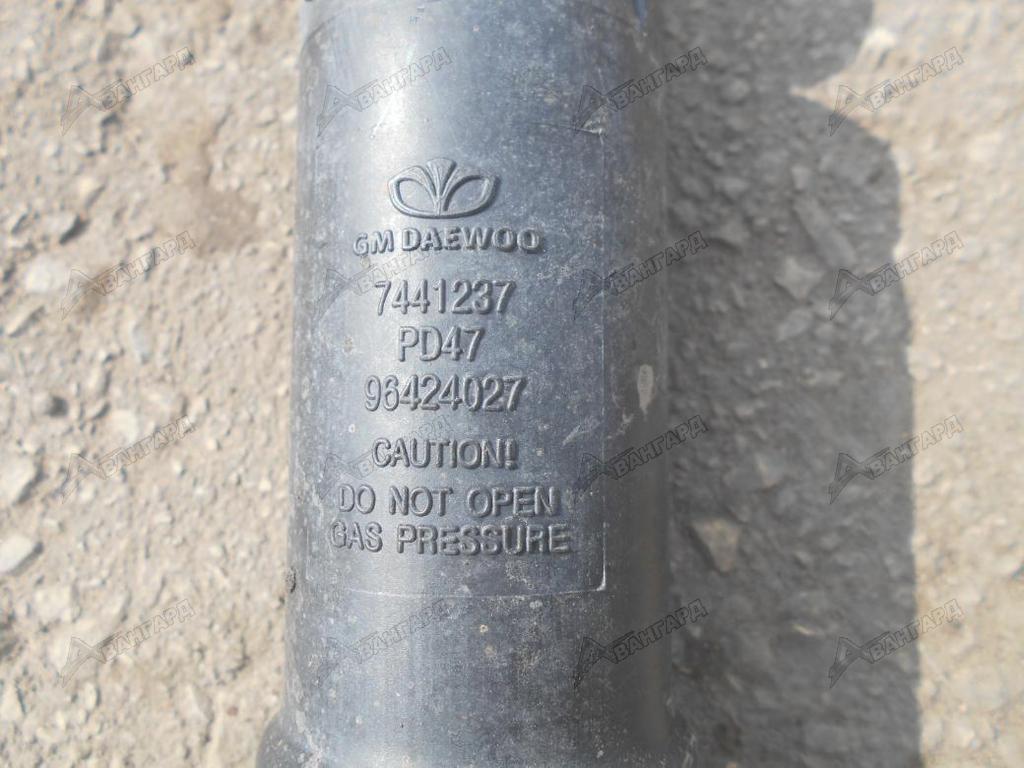 GM DAEWOO
7441237
PD47
96424027
CAUTION!
DO NOT OPEN
GAS PRESSURE
АВАНГАРД